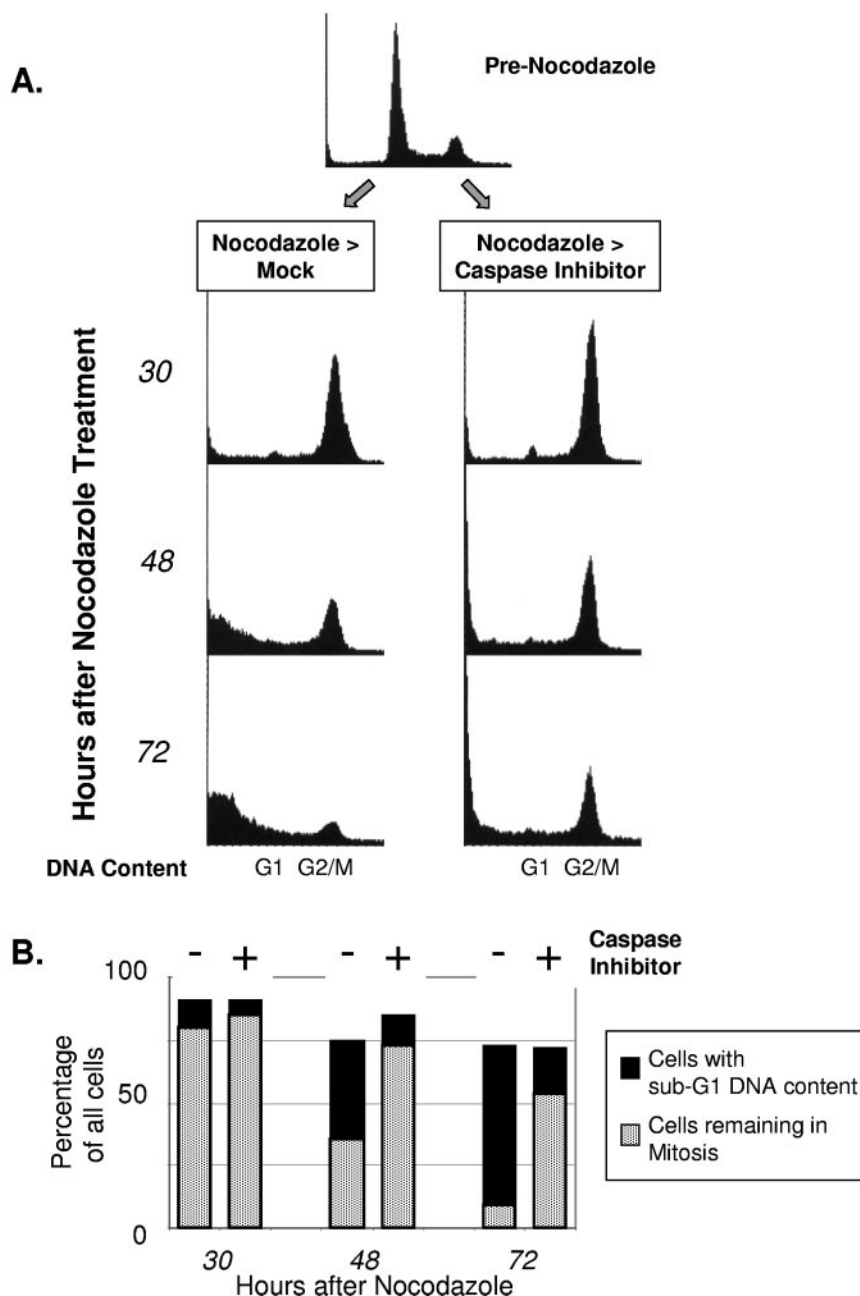 A.
Pre-Nocodazole
Nocodazole >
Mock
Nocodazole >
Caspase Inhibitor
Hours after Nocodazole Treatment
30
48
72
DNA Content
G1 G2/M
G1 G2/M
B.
- + - + - +
Caspase
Inhibitor
Percentage
of all cells
100
50
0
30 48 72
Hours after Nocodazole
Cells with
sub-G1 DNA content
Cells remaining in
Mitosis